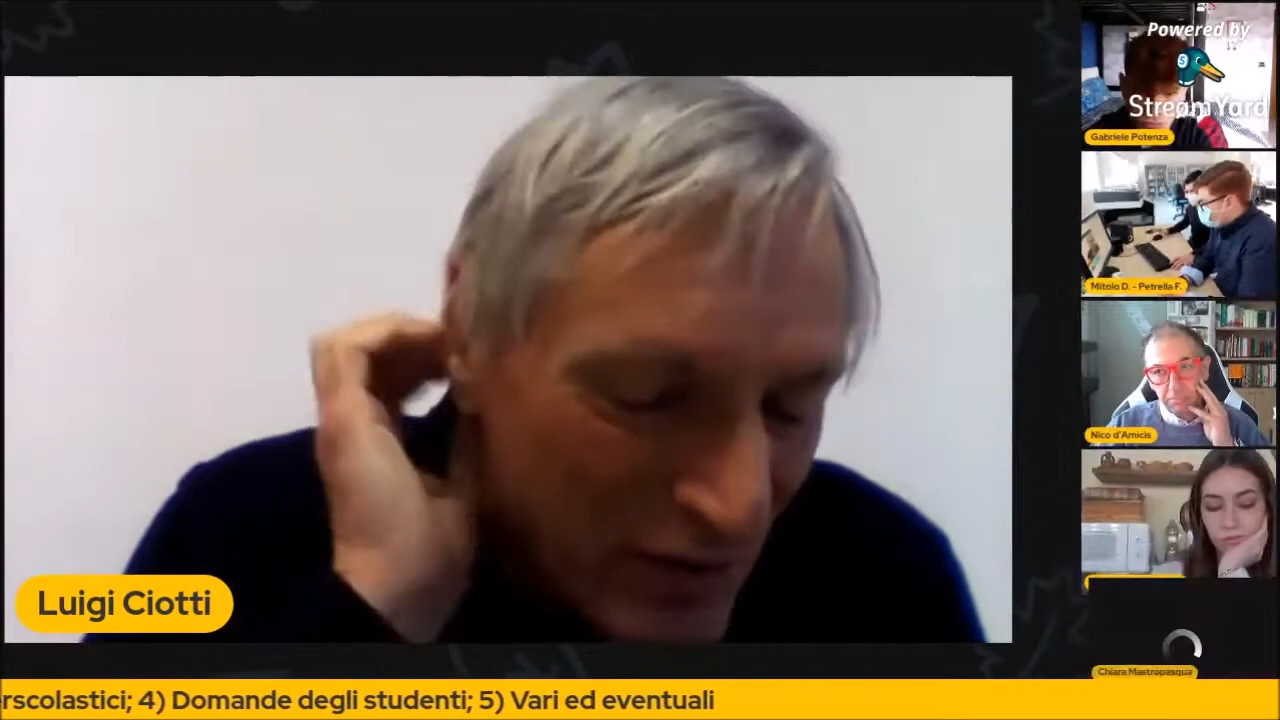 Powered by
StreamYard
Gabriele Potenza
Mitolo D. - Petrella F.
Nico d'Amicis
Luigi Ciotti
Chiara Mastropasqua
rscolastici; 4) Domande degli studenti; 5) Vari ed eventuali